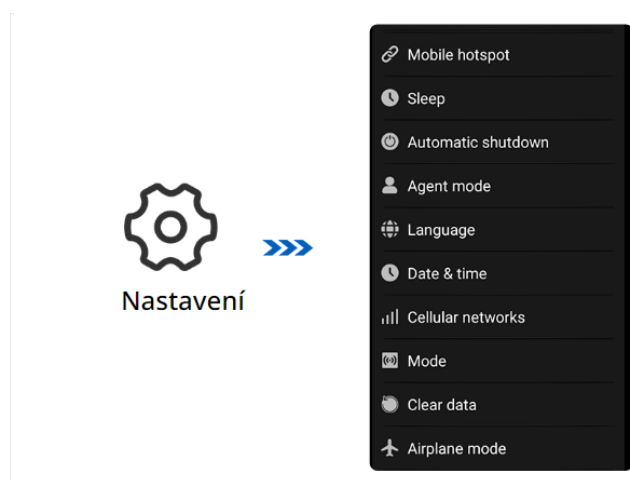 Nastavení
Mobile hotspot
Sleep
Automatic shutdown
Agent mode
Language
Date & time
Cellular networks
Mode
Clear data
Airplane mode